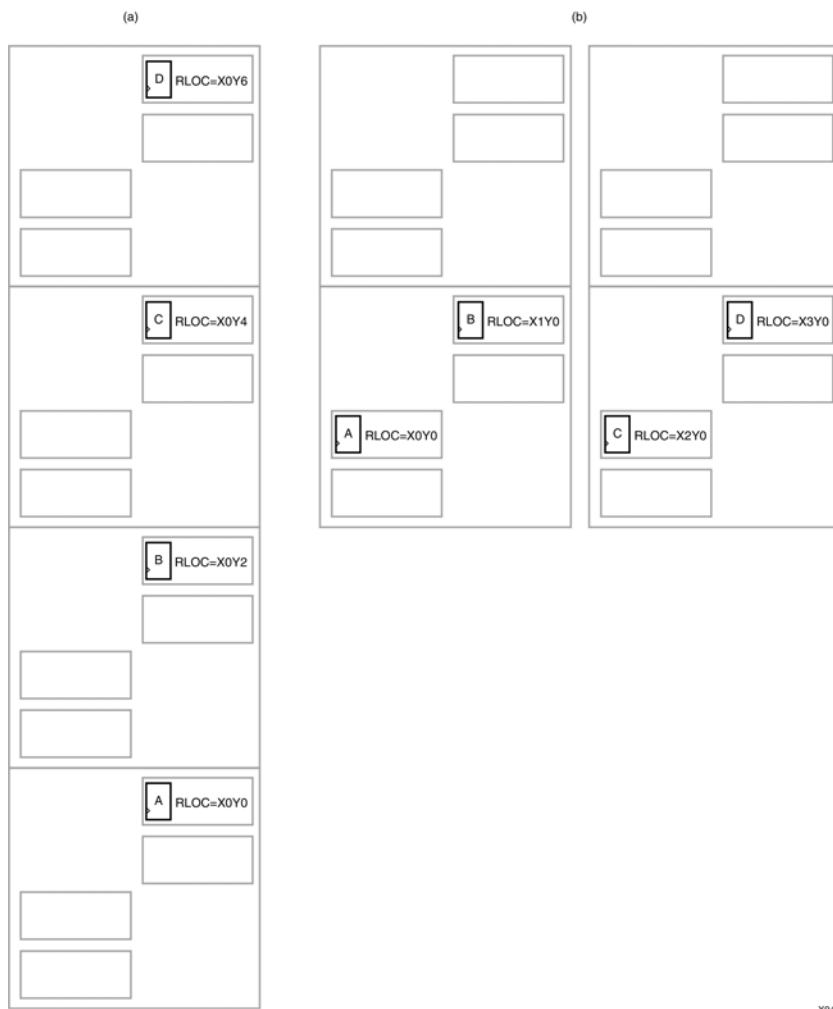 (a)
(b)
D RLOC=X0Y6
C RLOC=X0Y4
B RLOC=X1Y0
D RLOC=X3Y0
A RLOC=X0Y0
C RLOC=X2Y0
B RLOC=X0Y2
A RLOC=X0Y0